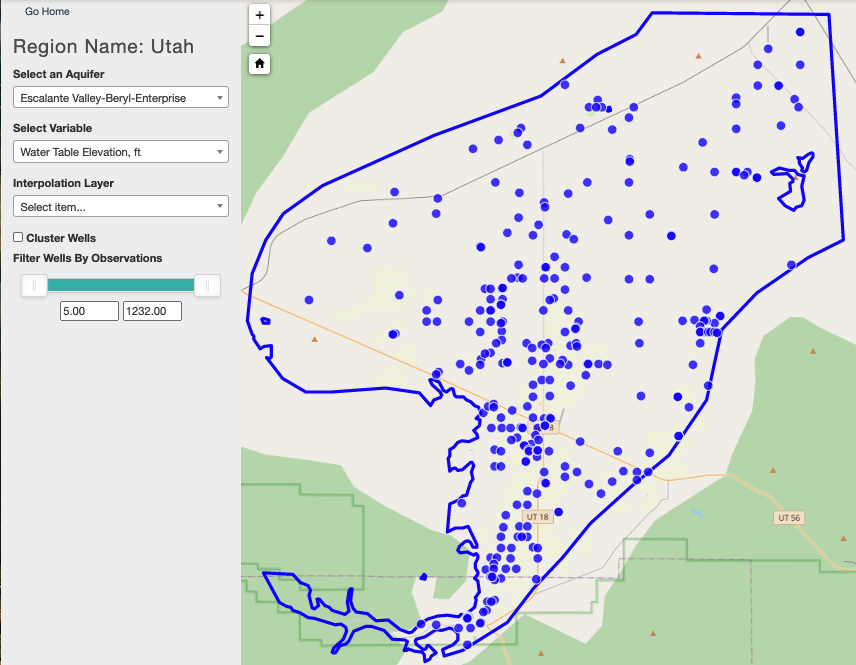 Go Home
Region Name: Utah
Select an Aquifer
Escalante Valley-Beryl-Enterprise
Select Variable
Water Table Elevation, ft
Interpolation Layer
Select item...
Cluster Wells
Filter Wells By Observations
5.00 1232.00
+
−
8
UT 18
UT 56